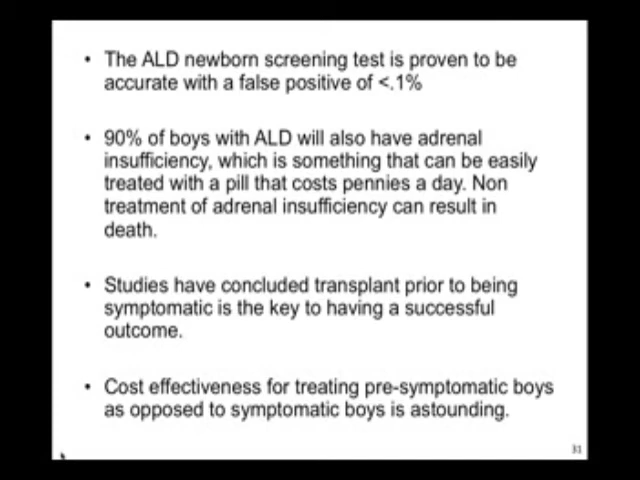 • The ALD newborn screening test is proven to be
accurate with a false positive of <.1%
• 90% of boys with ALD will also have adrenal
insufficiency, which is something that can be easily
treated with a pill that costs pennies a day. Non
treatment of adrenal insufficiency can result in
death.
• Studies have concluded transplant prior to being
symptomatic is the key to having a successful
outcome.
• Cost effectiveness for treating pre-symptomatic boys
as opposed to symptomatic boys is astounding.
31